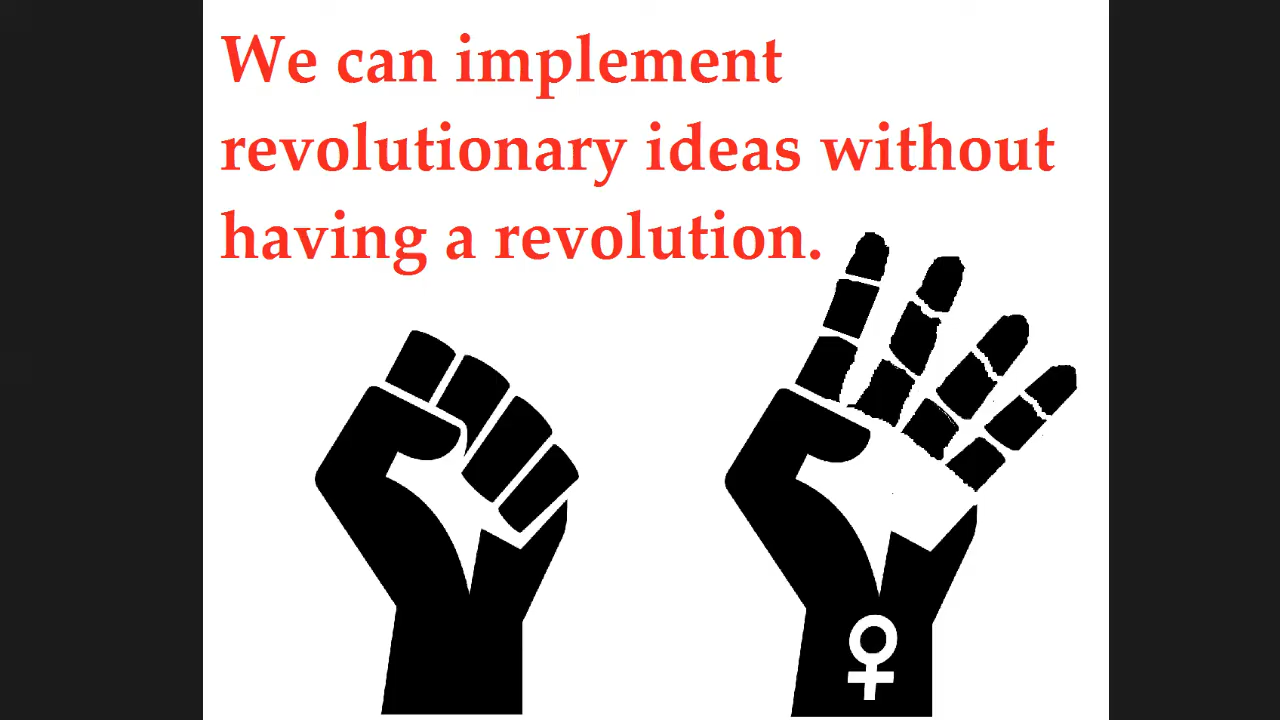 We can implement
revolutionary ideas without
having a revolution.